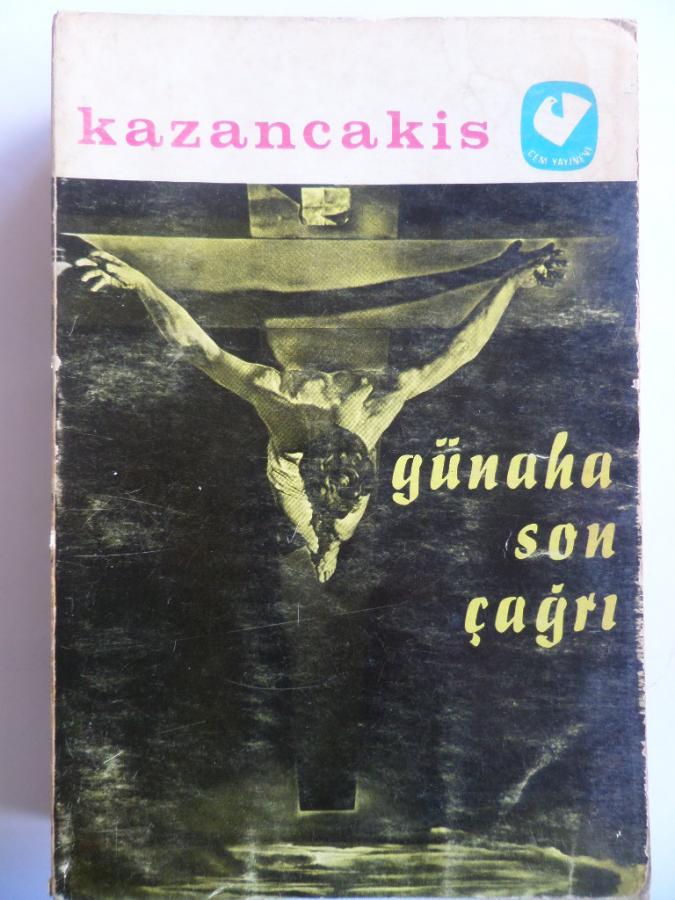 kazancakis
CEM YAYINEVİ
günaha
son
çağrı